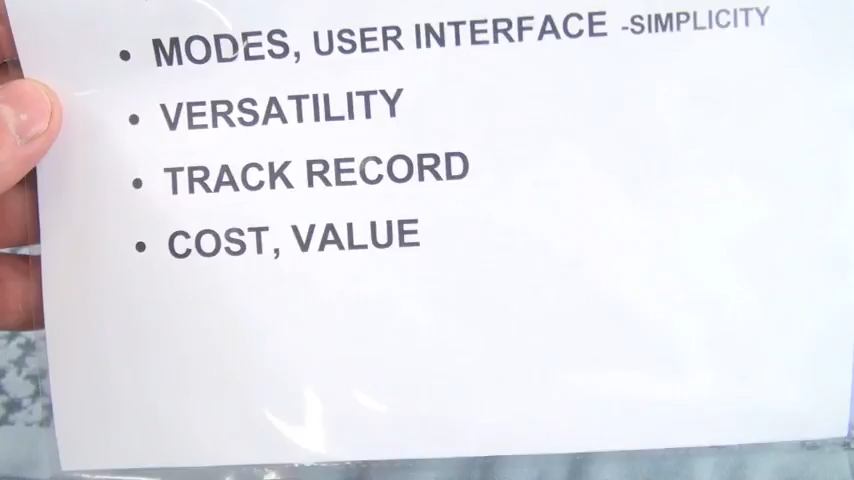 • MODES, USER INTERFACE -SIMPLICITY
• VERSATILITY
• TRACK RECORD
• COST, VALUE